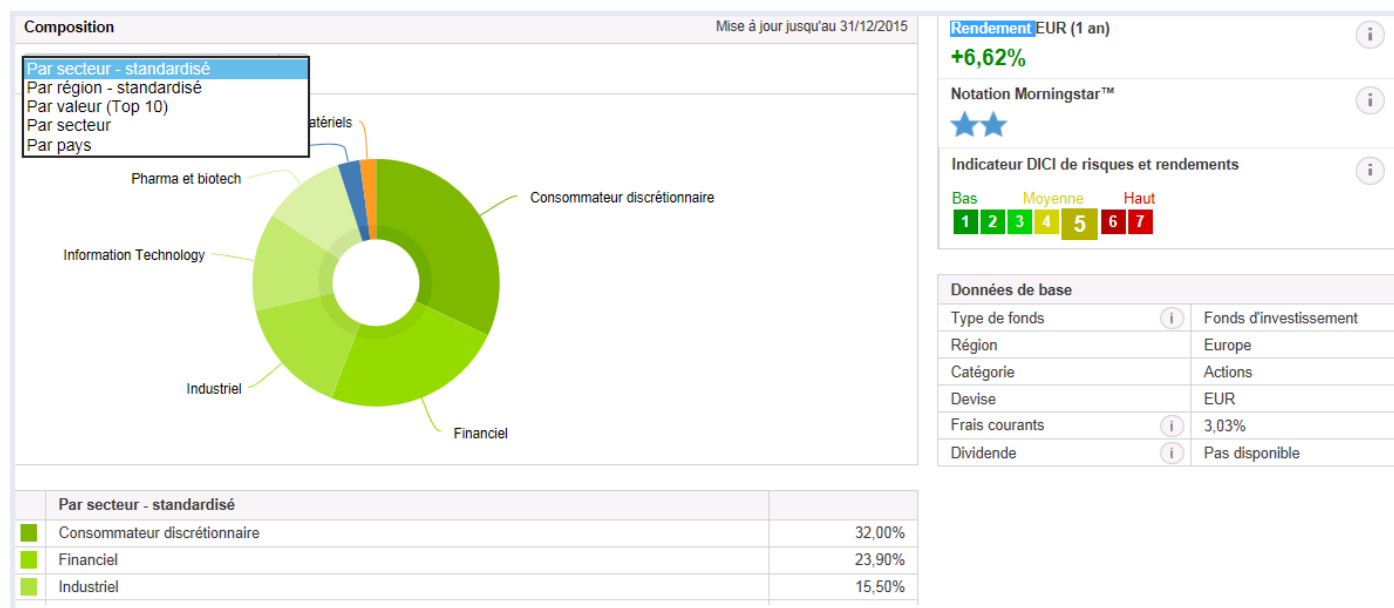 Composition
Mise à jour jusqu'au 31/12/2015
Par secteur - standardisé
Par région - standardisé
Par valeur (Top 10)
Par secteur
Par pays
Pharma et biotech
Information Technology
Industriel
Consommateur discrétionnaire
Financiel
Par secteur - standardisé
Consommateur discrétionnaire 32,00%
Financiel 23,90%
Industriel 15,50%
Rendement EUR (1 an)
+6,62%
Notation Morningstar™
Indicateur DICI de risques et rendements
Bas Moyenne Haut
1 2 3 4 5 6 7
Données de base
Type de fonds i Fonds d'investissement
Région Europe
Catégorie Actions
Devise EUR
Frais courants i 3,03%
Dividende i Pas disponible